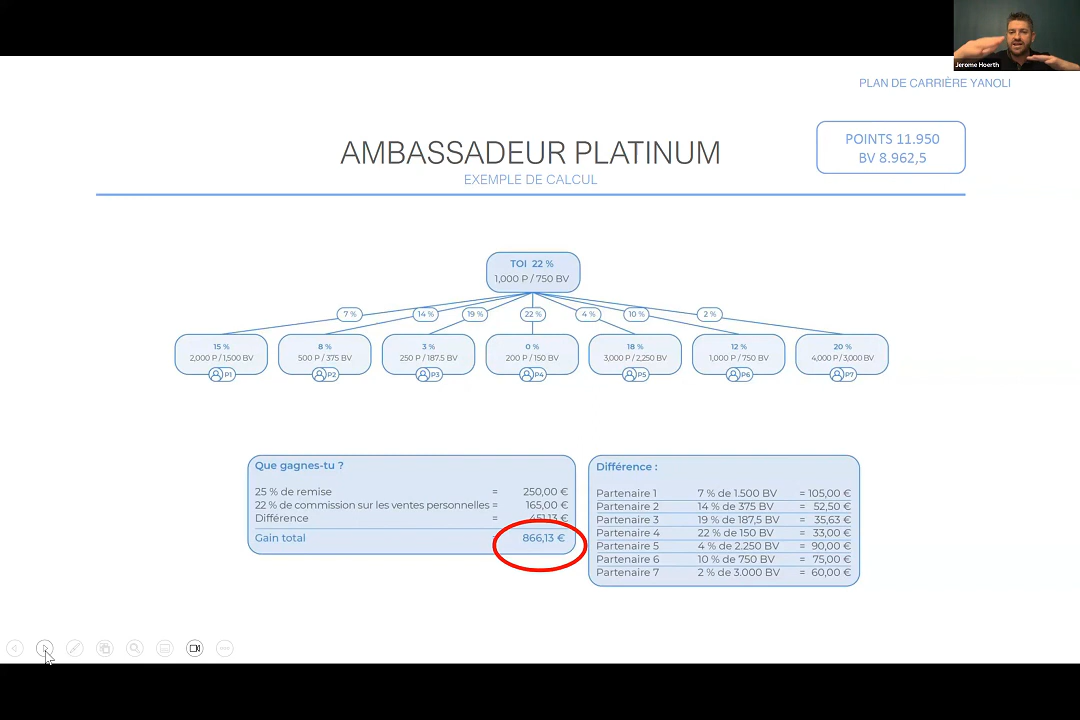 Jerome Hoerth
PLAN DE CARRIÈRE YANOLI
POINTS 11.950
BV 8.962,5
AMBASSADEUR PLATINUM
EXEMPLE DE CALCUL
TOI 22 %
1,000 P / 750 BV
7 % 14 % 19 % 22 % 4 % 10 % 2 %
15 % 8 % 3 % 0 % 18 % 12 % 20 %
2,000 P / 1,500 BV 500 P / 375 BV 250 P / 187.5 BV 200 P / 150 BV 3,000 P / 2,250 BV 1,000 P / 750 BV 4,000 P / 3,000 BV
P1 P2 P3 P4 P5 P6 P7
Que gagnes-tu ?
25 % de remise = 250,00 €
22 % de commission sur les ventes personnelles = 165,00 €
Différence = 451,13 €
Gain total = 866,13 €
Différence :
Partenaire 1 7 % de 1.500 BV = 105,00 €
Partenaire 2 14 % de 375 BV = 52,50 €
Partenaire 3 19 % de 187,5 BV = 35,63 €
Partenaire 4 22 % de 150 BV = 33,00 €
Partenaire 5 4 % de 2.250 BV = 90,00 €
Partenaire 6 10 % de 750 BV = 75,00 €
Partenaire 7 2 % de 3.000 BV = 60,00 €